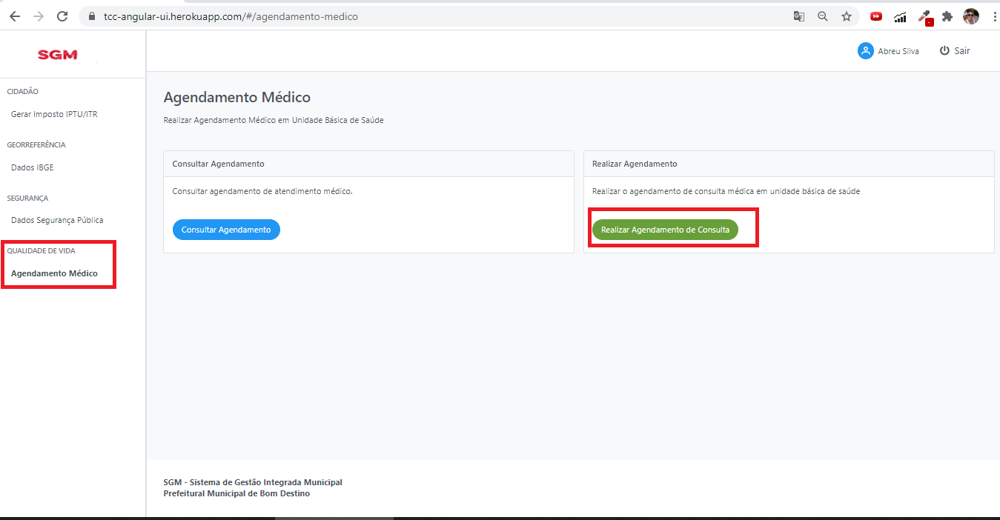 tcc-angular-ui.herokuapp.com/#/agendamento-medico
SGM
Abreu Silva
Sair
CIDADÃO
Gerar Imposto IPTU/ITR
GEORREFERÊNCIA
Dados IBGE
SEGURANÇA
Dados Segurança Pública
QUALIDADE DE VIDA
Agendamento Médico
Agendamento Médico
Realizar Agendamento Médico em Unidade Básica de Saúde
Consultar Agendamento
Consultar agendamento de atendimento médico.
Consultar Agendamento
Realizar Agendamento
Realizar o agendamento de consulta médica em unidade básica de saúde
Realizar Agendamento de Consulta
SGM - Sistema de Gestão Integrada Municipal
Prefeitural Municipal de Bom Destino